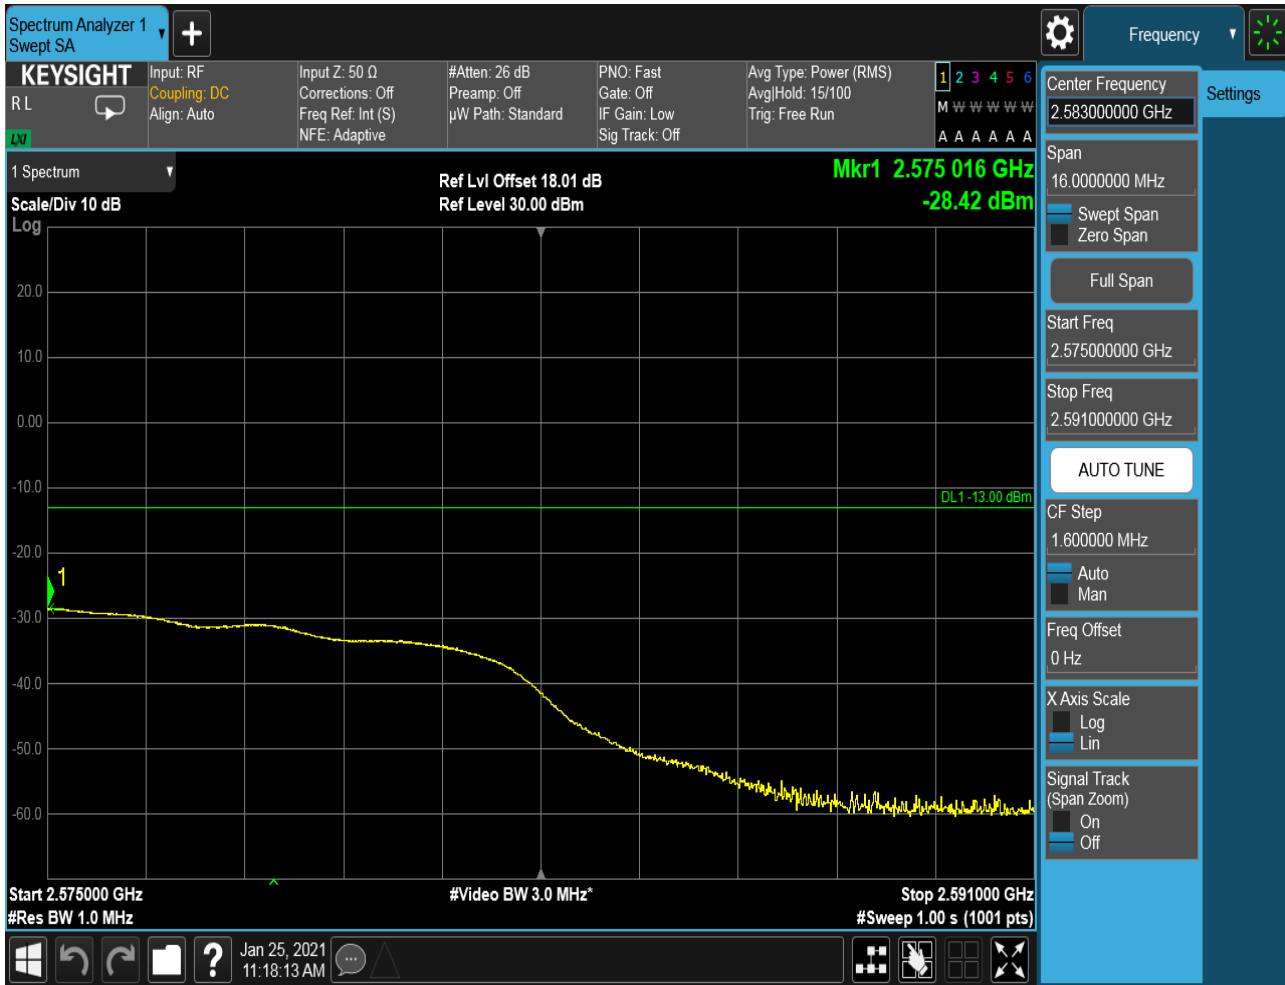 Spectrum Analyzer 1
Swept SA
Frequency
KEYSIGHT
R L
LXI
Input: RF
Coupling: DC
Align: Auto
Input Z: 50 Ω
Corrections: Off
Freq Ref: Int (S)
NFE: Adaptive
#Atten: 26 dB
Preamp: Off
µW Path: Standard
PNO: Fast
Gate: Off
IF Gain: Low
Sig Track: Off
Avg Type: Power (RMS)
Avg|Hold: 15/100
Trig: Free Run
1 2 3 4 5 6
M W W W W W
A A A A A A
1 Spectrum
Scale/Div 10 dB
Log
Ref Lvl Offset 18.01 dB
Ref Level 30.00 dBm
Mkr1 2.575 016 GHz
-28.42 dBm
20.0
10.0
0.00
-10.0
DL1 -13.00 dBm
-20.0
1
-30.0
-40.0
-50.0
-60.0
Start 2.575000 GHz
#Res BW 1.0 MHz
#Video BW 3.0 MHz*
Stop 2.591000 GHz
#Sweep 1.00 s (1001 pts)
Center Frequency
2.583000000 GHz
Settings
Span
16.0000000 MHz
Swept Span
Zero Span
Full Span
Start Freq
2.575000000 GHz
Stop Freq
2.591000000 GHz
AUTO TUNE
CF Step
1.600000 MHz
Auto
Man
Freq Offset
0 Hz
X Axis Scale
Log
Lin
Signal Track
(Span Zoom)
On
Off
?
Jan 25, 2021
11:18:13 AM